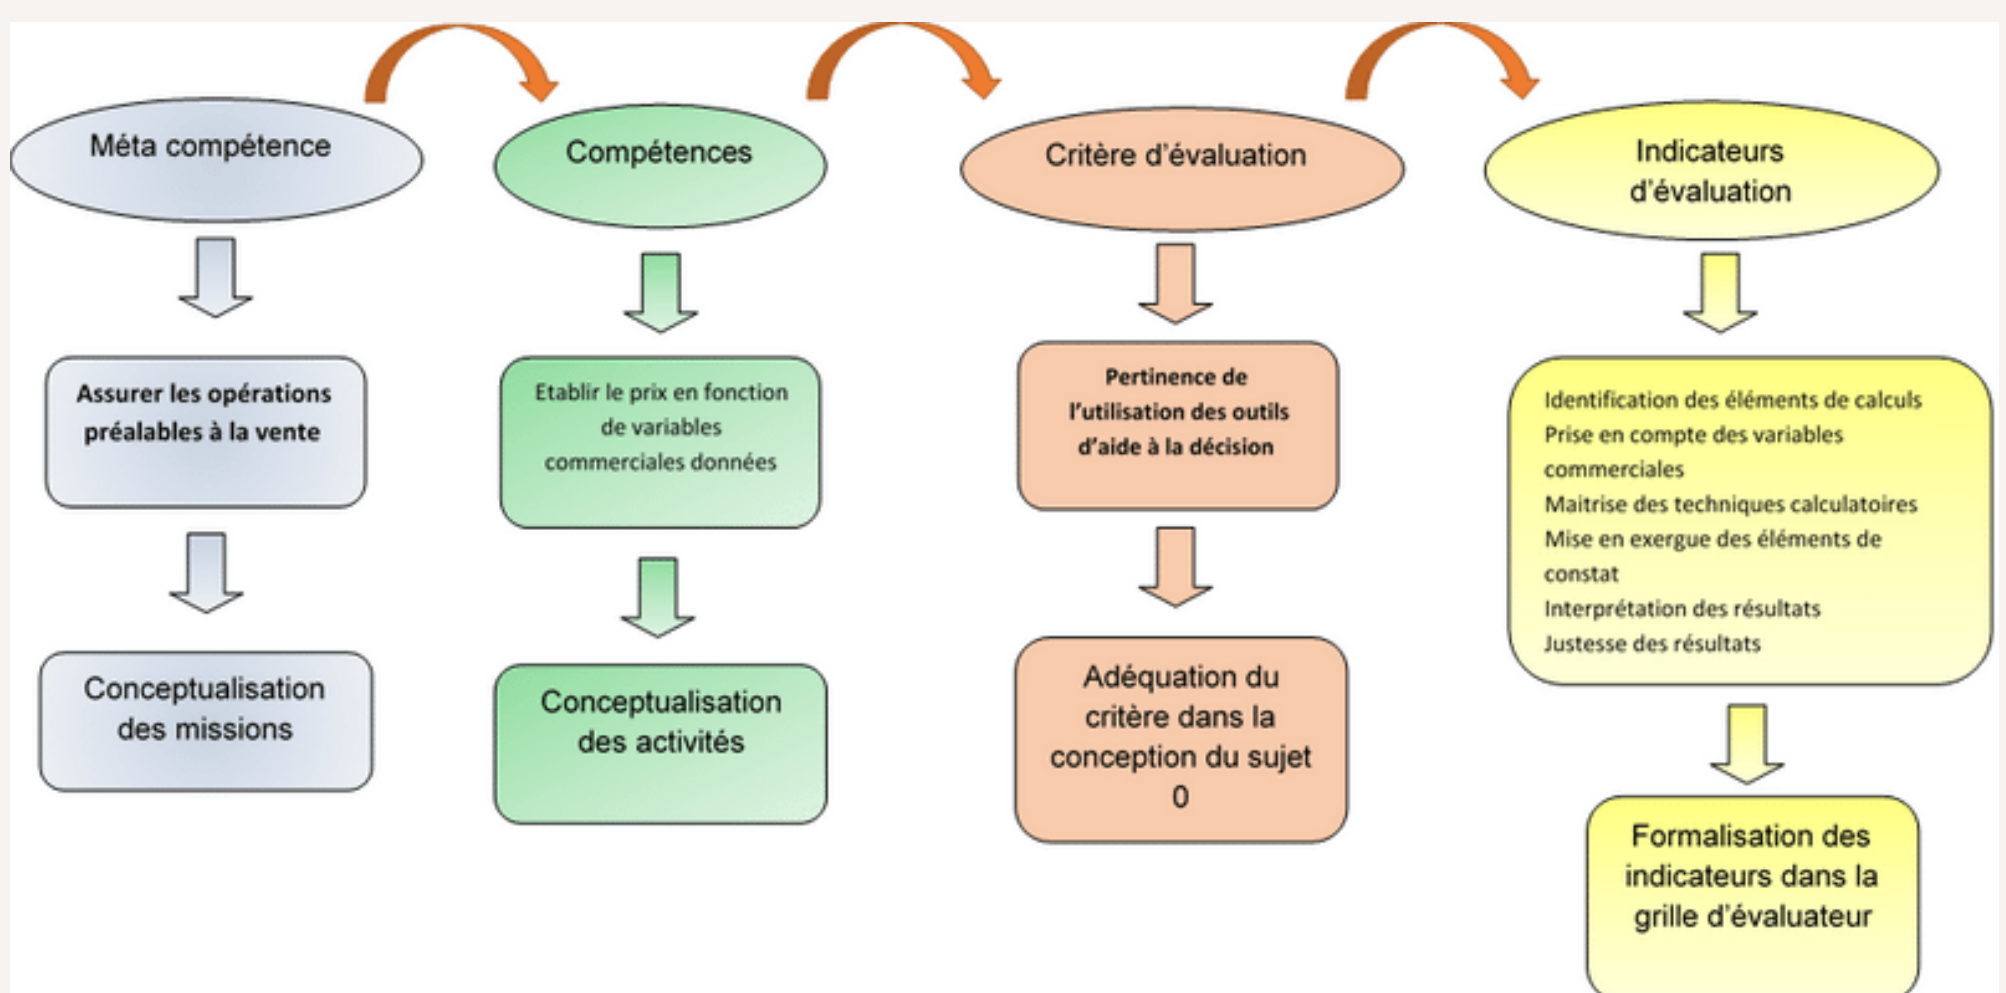 Méta compétence
Assurer les opérations
préalables à la vente
Conceptualisation
des missions
Compétences
Etablir le prix en fonction
de variables
commerciales données
Conceptualisation
des activités
Critère d'évaluation
Pertinence de
l'utilisation des outils
d'aide à la décision
Adéquation du
critère dans la
conception du sujet
0
Indicateurs
d'évaluation
Identification des éléments de calculs
Prise en compte des variables
commerciales
Maitrise des techniques calculatoires
Mise en exergue des éléments de
constat
Interprétation des résultats
Justesse des résultats
Formalisation des
indicateurs dans la
grille d'évaluateur